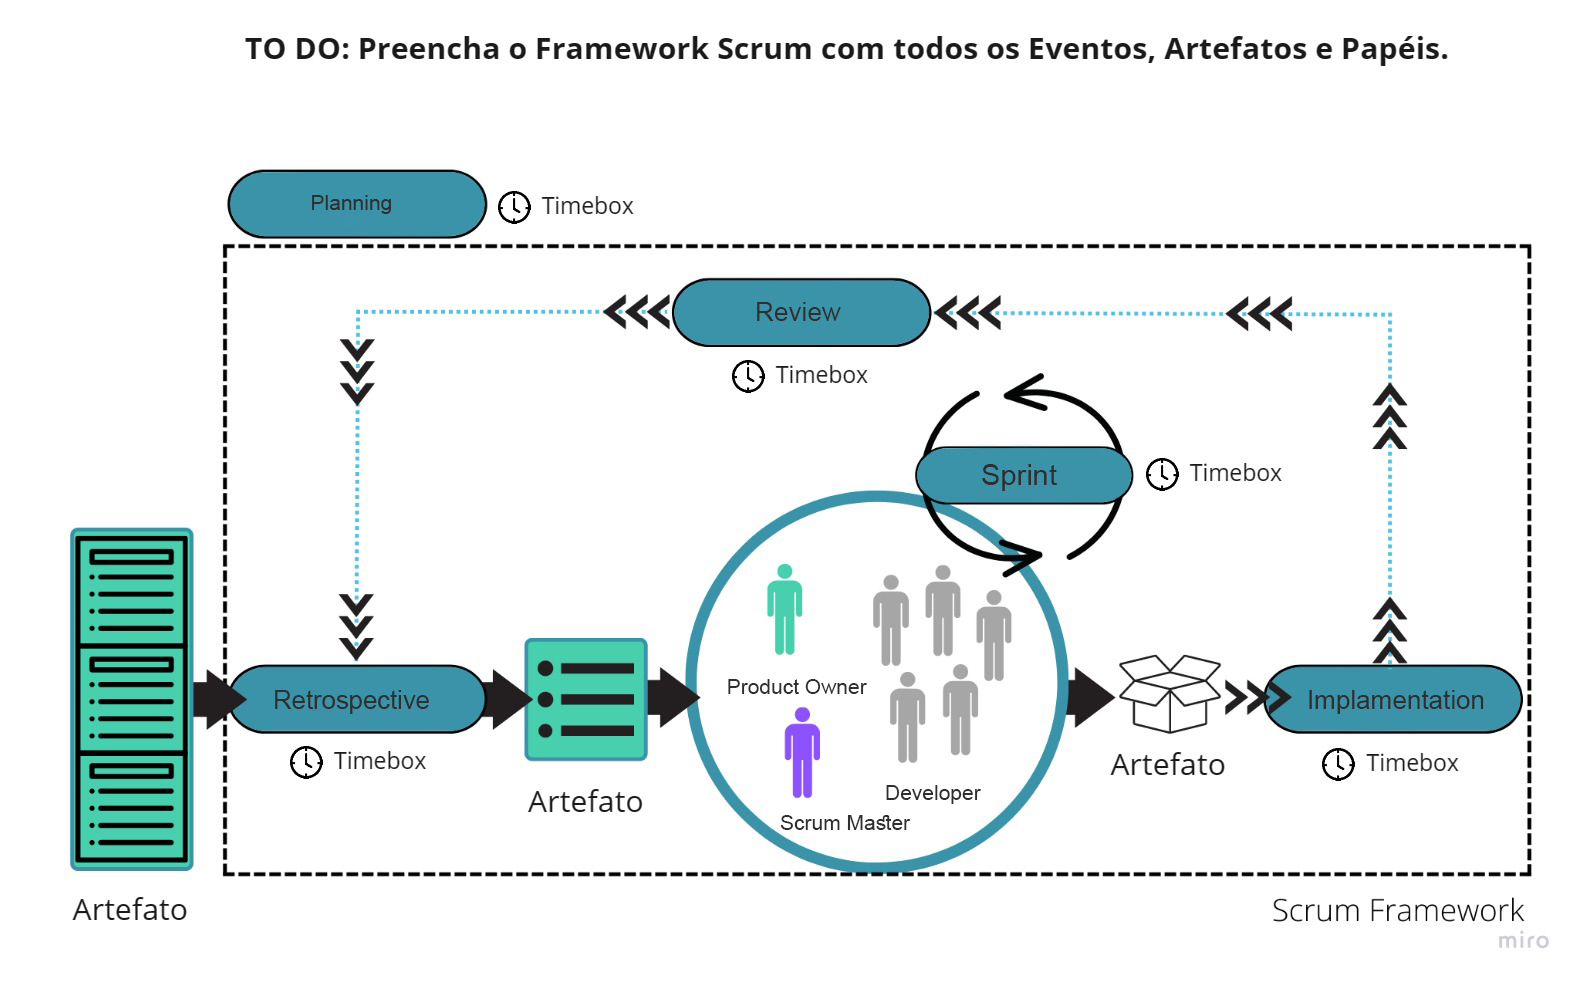 TO DO: Preencha o Framework Scrum com todos os Eventos, Artefatos e Papéis.
Planning
Timebox
Review
Timebox
Sprint
Timebox
Product Owner
Retrospective
Implamentation
Timebox
Timebox
Artefato
Artefato
Developer
Scrum Master
Artefato
Scrum Framework
miro